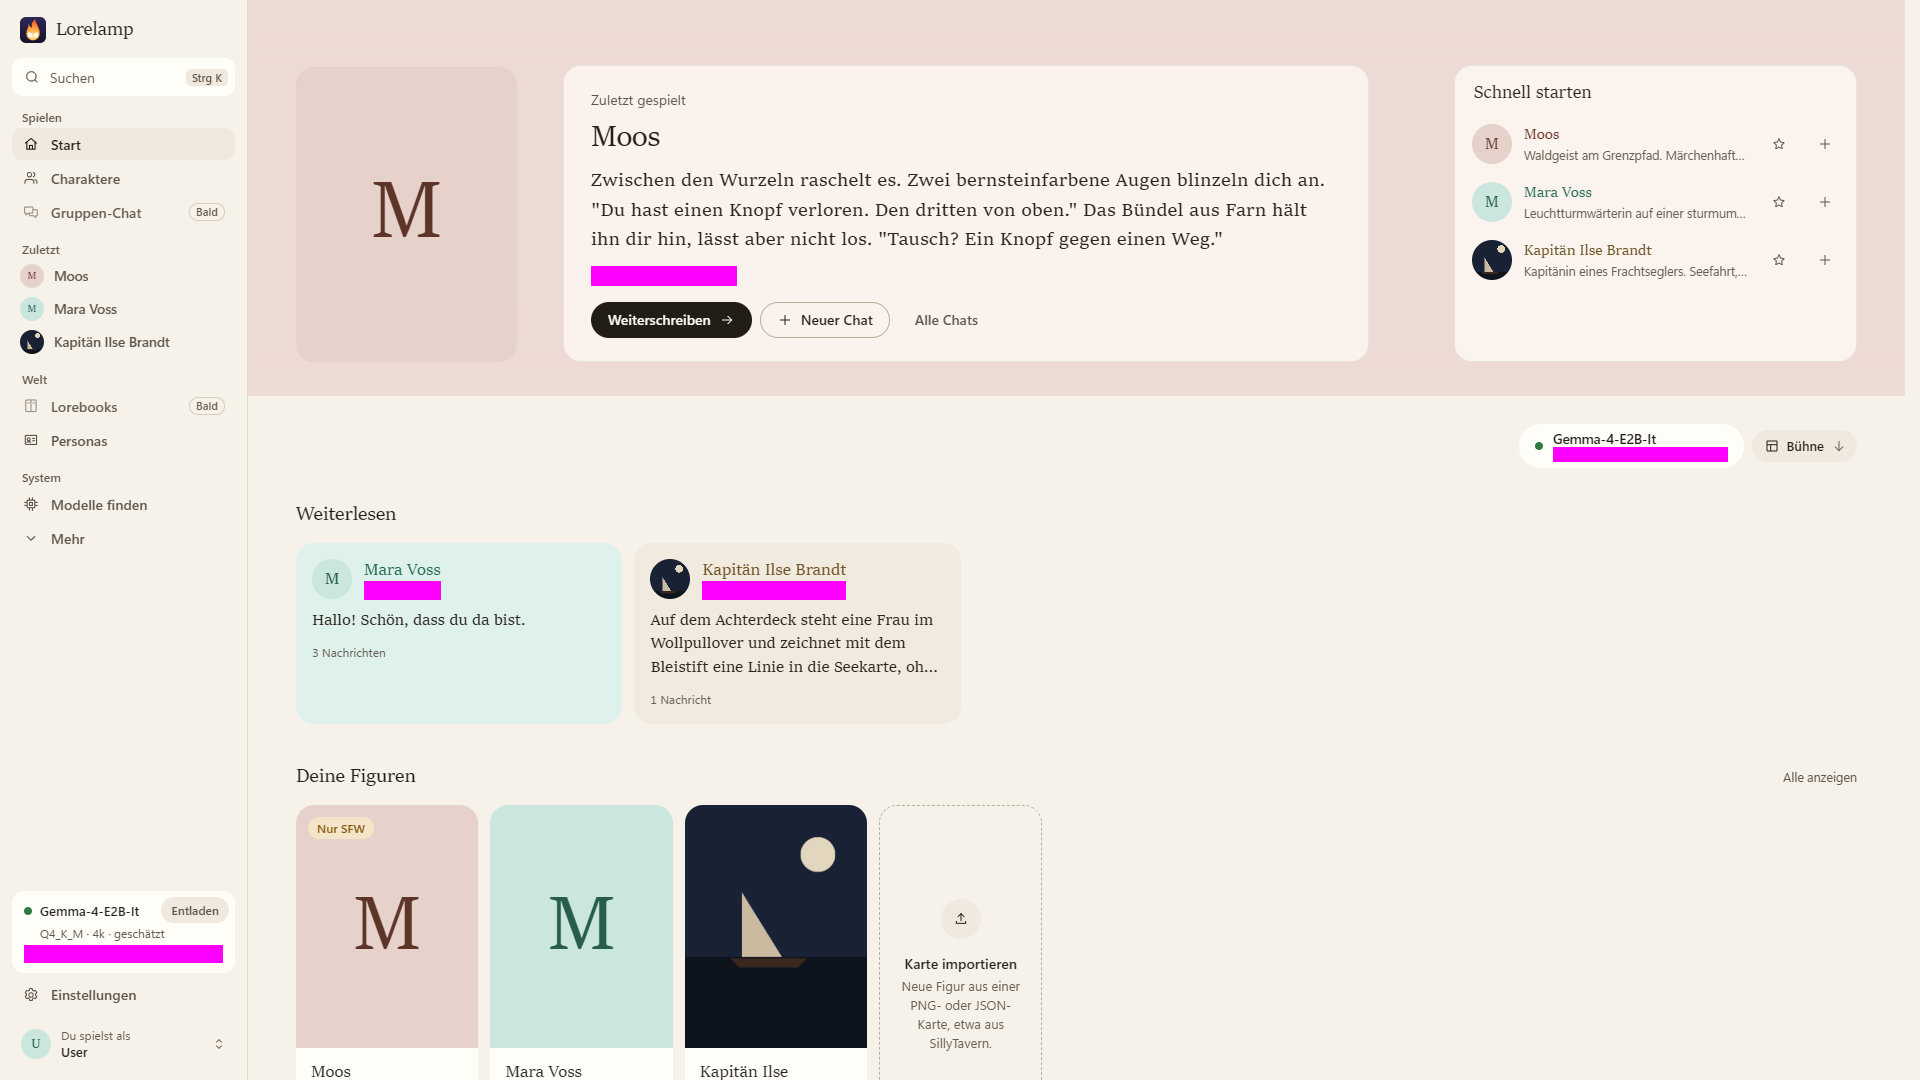 Lorelamp
Suchen
Strg K
Spielen
Start
Charaktere
Gruppen-Chat
Bald
Zuletzt
M
Moos
M
Mara Voss
Kapitän Ilse Brandt
Welt
Lorebooks
Bald
Personas
System
Modelle finden
Mehr
Gemma-4-E2B-It
Entladen
Q4_K_M · 4k · geschätzt
Einstellungen
U
Du spielst als
User
M
Zuletzt gespielt
Moos
Zwischen den Wurzeln raschelt es. Zwei bernsteinfarbene Augen blinzeln dich an.
"Du hast einen Knopf verloren. Den dritten von oben." Das Bündel aus Farn hält
ihn dir hin, lässt aber nicht los. "Tausch? Ein Knopf gegen einen Weg."
Weiterschreiben
Neuer Chat
Alle Chats
Schnell starten
M
Moos
Waldgeist am Grenzpfad. Märchenhaft...
M
Mara Voss
Leuchtturmwärterin auf einer sturmum...
Kapitän Ilse Brandt
Kapitänin eines Frachtseglers. Seefahrt,...
Gemma-4-E2B-It
Bühne
Weiterlesen
M
Mara Voss
Hallo! Schön, dass du da bist.
3 Nachrichten
Kapitän Ilse Brandt
Auf dem Achterdeck steht eine Frau im
Wollpullover und zeichnet mit dem
Bleistift eine Linie in die Seekarte, oh...
1 Nachricht
Deine Figuren
Alle anzeigen
Nur SFW
M
Moos
M
Mara Voss
Kapitän Ilse
Karte importieren
Neue Figur aus einer
PNG- oder JSON-
Karte, etwa aus
SillyTavern.